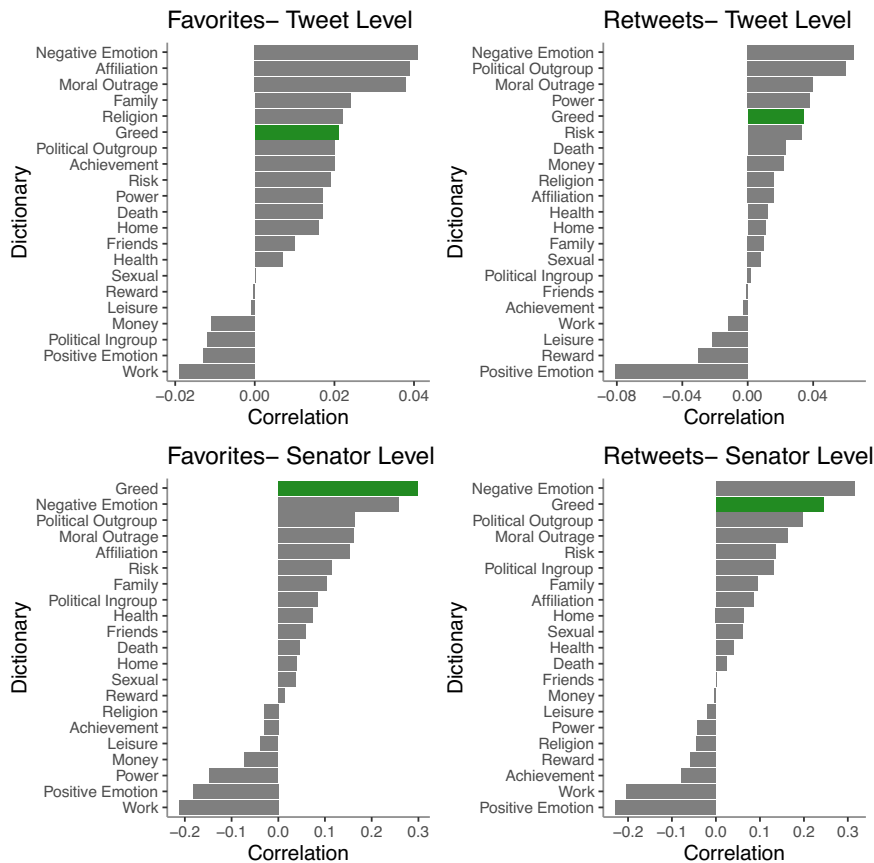 Favorites− Tweet Level
Dictionary
Negative Emotion
Affiliation
Moral Outrage
Family
Religion
Greed
Political Outgroup
Achievement
Risk
Power
Death
Home
Friends
Health
Sexual
Reward
Leisure
Money
Political Ingroup
Positive Emotion
Work
−0.02 0.00 0.02 0.04
Correlation
Retweets− Tweet Level
Dictionary
Negative Emotion
Political Outgroup
Moral Outrage
Power
Greed
Risk
Death
Money
Religion
Affiliation
Health
Home
Family
Sexual
Political Ingroup
Friends
Achievement
Work
Leisure
Reward
Positive Emotion
−0.08 −0.04 0.00 0.04
Correlation
Favorites− Senator Level
Dictionary
Greed
Negative Emotion
Political Outgroup
Moral Outrage
Affiliation
Risk
Family
Political Ingroup
Health
Friends
Death
Home
Sexual
Reward
Religion
Achievement
Leisure
Money
Power
Positive Emotion
Work
−0.2 −0.1 0.0 0.1 0.2 0.3
Correlation
Retweets− Senator Level
Dictionary
Negative Emotion
Greed
Political Outgroup
Moral Outrage
Risk
Political Ingroup
Family
Affiliation
Home
Sexual
Health
Death
Friends
Money
Leisure
Power
Religion
Reward
Achievement
Work
Positive Emotion
−0.2 −0.1 0.0 0.1 0.2 0.3
Correlation